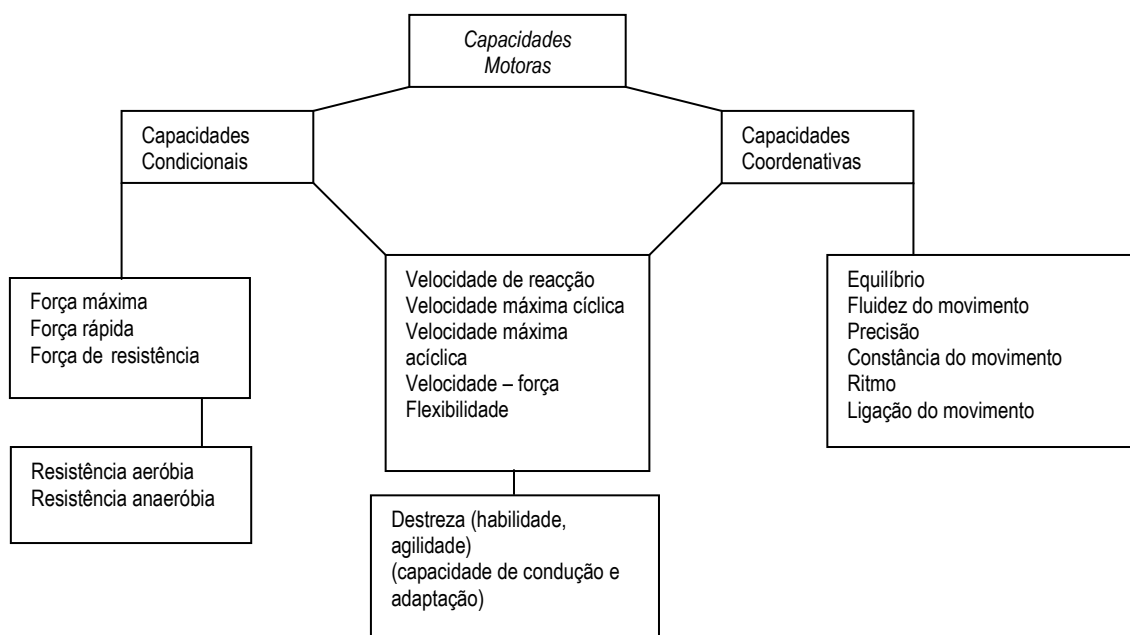 Capacidades
Motoras
Capacidades
Condicionais
Capacidades
Coordenativas
Força máxima
Força rápida
Força de resistência
Velocidade de reacção
Velocidade máxima cíclica
Velocidade máxima
acíclica
Velocidade – força
Flexibilidade
Equilíbrio
Fluidez do movimento
Precisão
Constância do movimento
Ritmo
Ligação do movimento
Resistência aeróbia
Resistência anaeróbia
Destreza (habilidade,
agilidade)
(capacidade de condução e
adaptação)